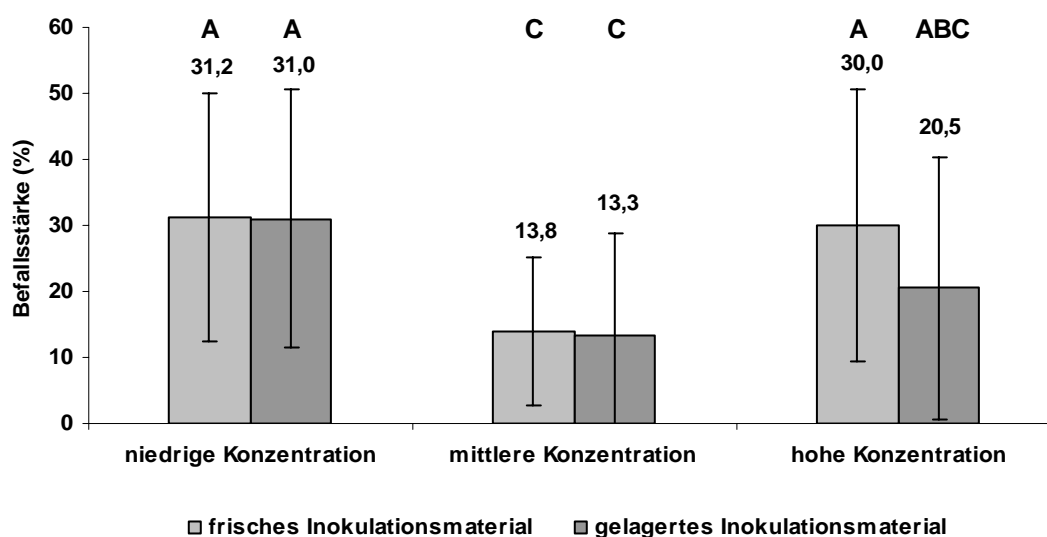 A A C C A ABC
31,2 31,0 13,8 13,3 30,0 20,5
Befallsstärke (%)
60
50
40
30
20
10
0
niedrige Konzentration mittlere Konzentration hohe Konzentration
frisches Inokulationsmaterial gelagertes Inokulationsmaterial